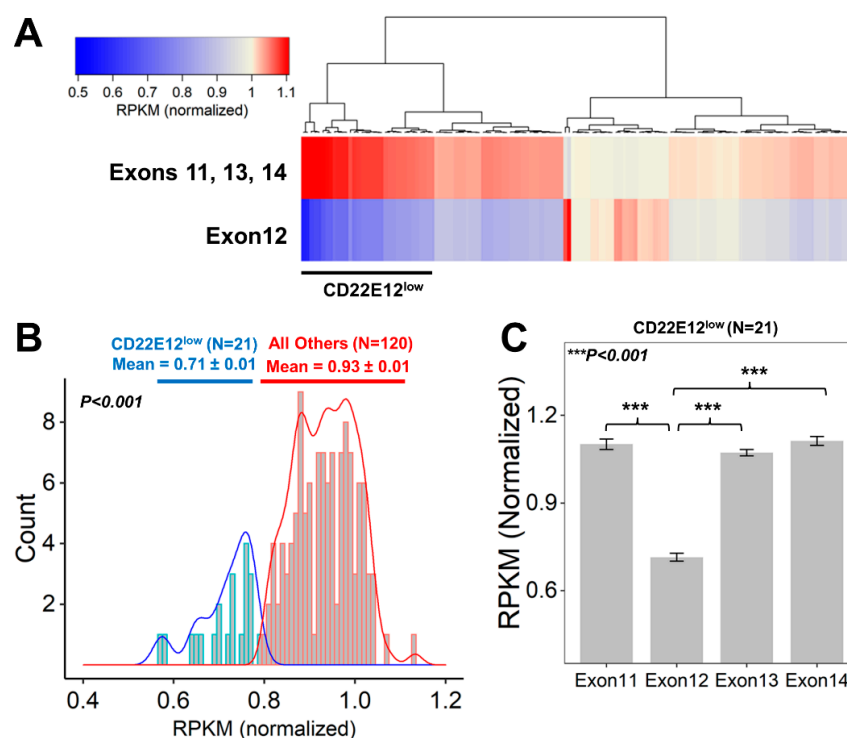 A
0.5 0.6 0.7 0.8 0.9 1 1.1
RPKM (normalized)
Exons 11, 13, 14
Exon12
CD22E12low
B
CD22E12low (N=21)
Mean = 0.71 ± 0.01
All Others (N=120)
Mean = 0.93 ± 0.01
P<0.001
Count
8
6
4
2
0.4 0.6 0.8 1.0 1.2
RPKM (normalized)
C
CD22E12low (N=21)
***P<0.001
***
*** ***
RPKM (Normalized)
1.2
0.9
0.6
Exon11 Exon12 Exon13 Exon14